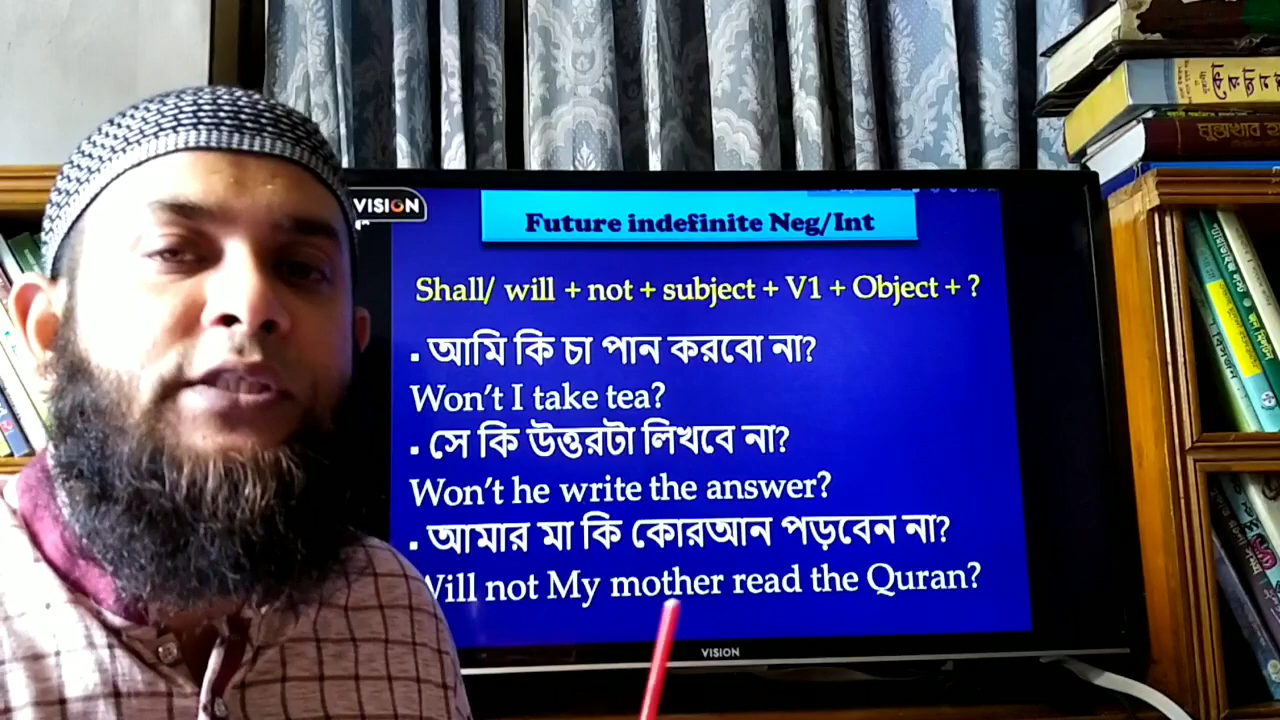 VISION
Future indefinite Neg/Int
Shall/ will + not + subject + V1 + Object + ?
▪ আমি কি চা পান করবো না?
Won't I take tea?
▪ সে কি উত্তরটা লিখবে না?
Won't he write the answer?
▪ আমার মা কি কোরআন পড়বেন না?
Will not My mother read the Quran?
VISION
কোরআন